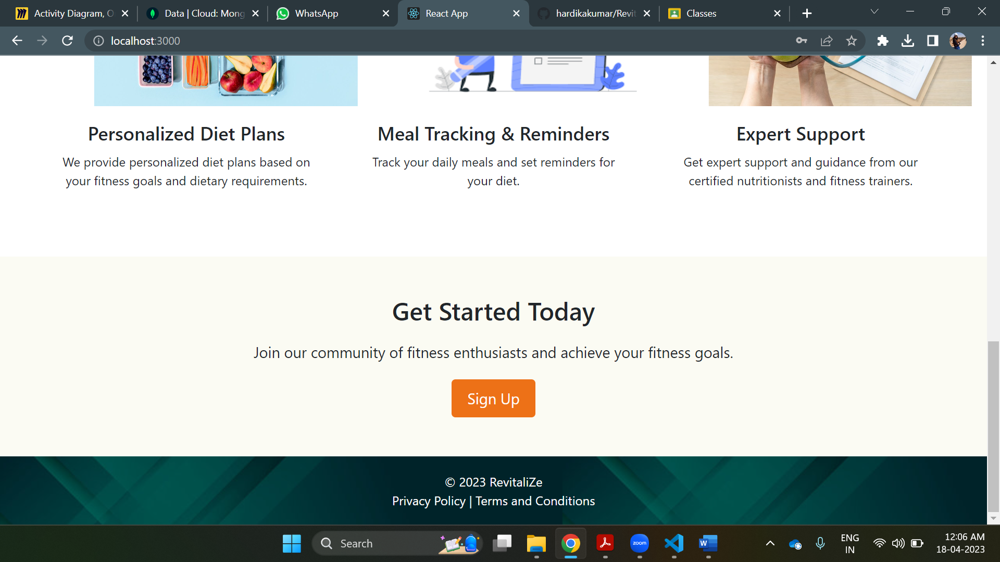 Activity Diagram, O
Data | Cloud: Mong
WhatsApp
React App
hardikakumar/Revit
Classes
localhost:3000
Personalized Diet Plans
We provide personalized diet plans based on
your fitness goals and dietary requirements.
Meal Tracking & Reminders
Track your daily meals and set reminders for
your diet.
Expert Support
Get expert support and guidance from our
certified nutritionists and fitness trainers.
Get Started Today
Join our community of fitness enthusiasts and achieve your fitness goals.
Sign Up
© 2023 RevitaliZe
Privacy Policy | Terms and Conditions
Search
zoom
W
ENG
IN
12:06 AM
18-04-2023